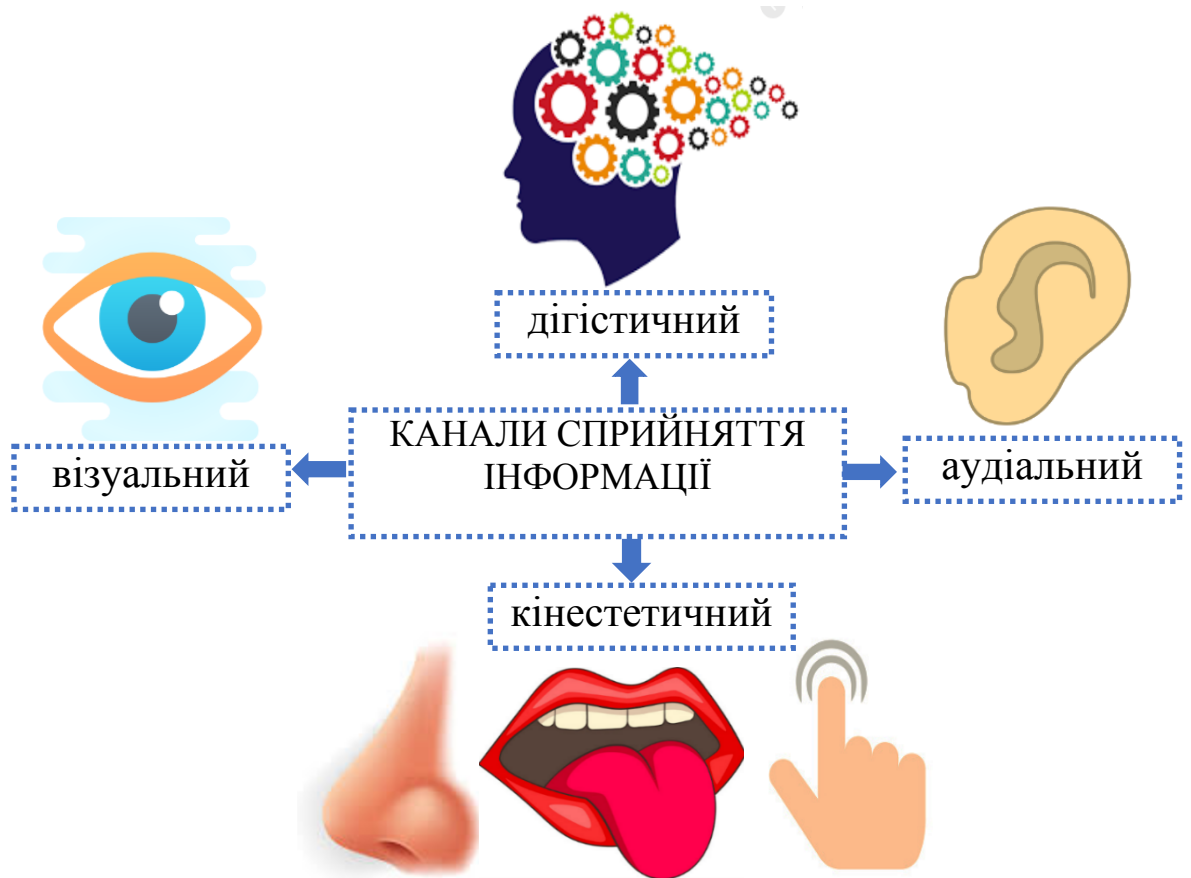 дігістичний
КАНАЛИ СПРИЙНЯТТЯ
ІНФОРМАЦІЇ
візуальний
аудіальний
кінестетичний